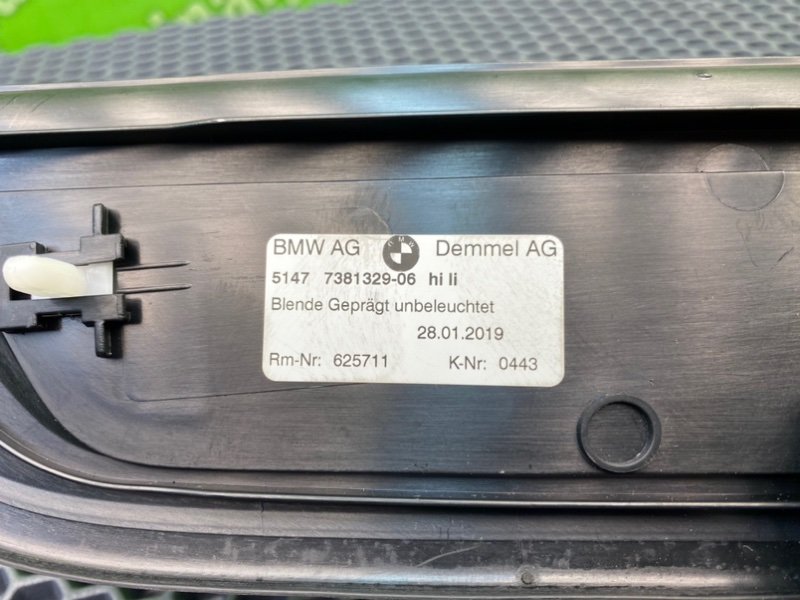 BMW AG BMW Demmel AG
5147 7381329-06 hi li
Blende Geprägt unbeleuchtet
28.01.2019
Rm-Nr: 625711 K-Nr: 0443